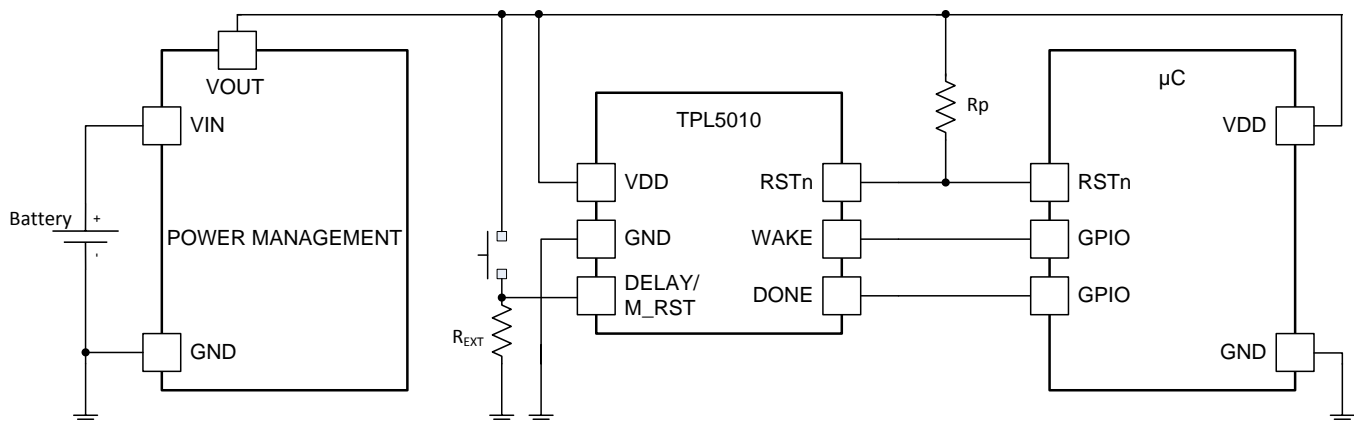 VOUT
VIN
POWER MANAGEMENT
GND
Battery
+
-
TPL5010
VDD
GND
DELAY/
M_RST
RSTn
WAKE
DONE
REXT
Rp
µC
VDD
RSTn
GPIO
GPIO
GND